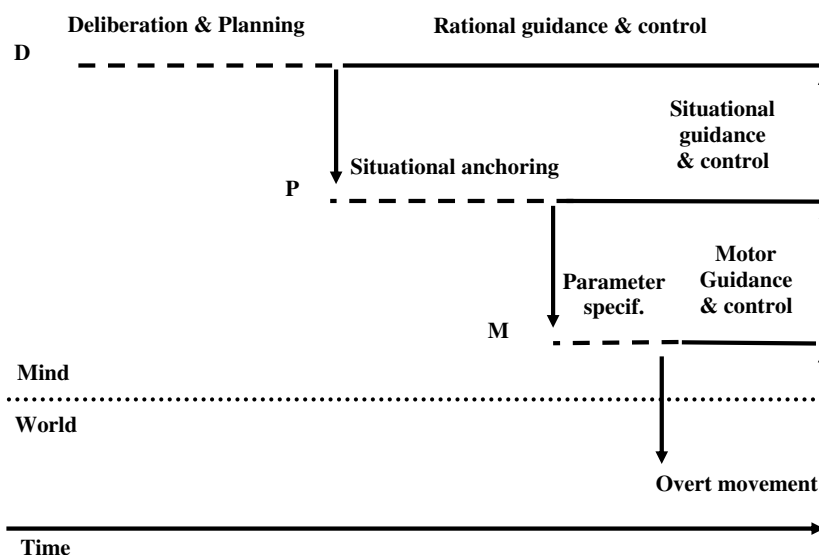 Deliberation & Planning
Rational guidance & control
D
Situational
guidance
& control
Situational anchoring
P
Motor
Guidance
& control
Parameter
specif.
M
Mind
World
Overt movement
Time